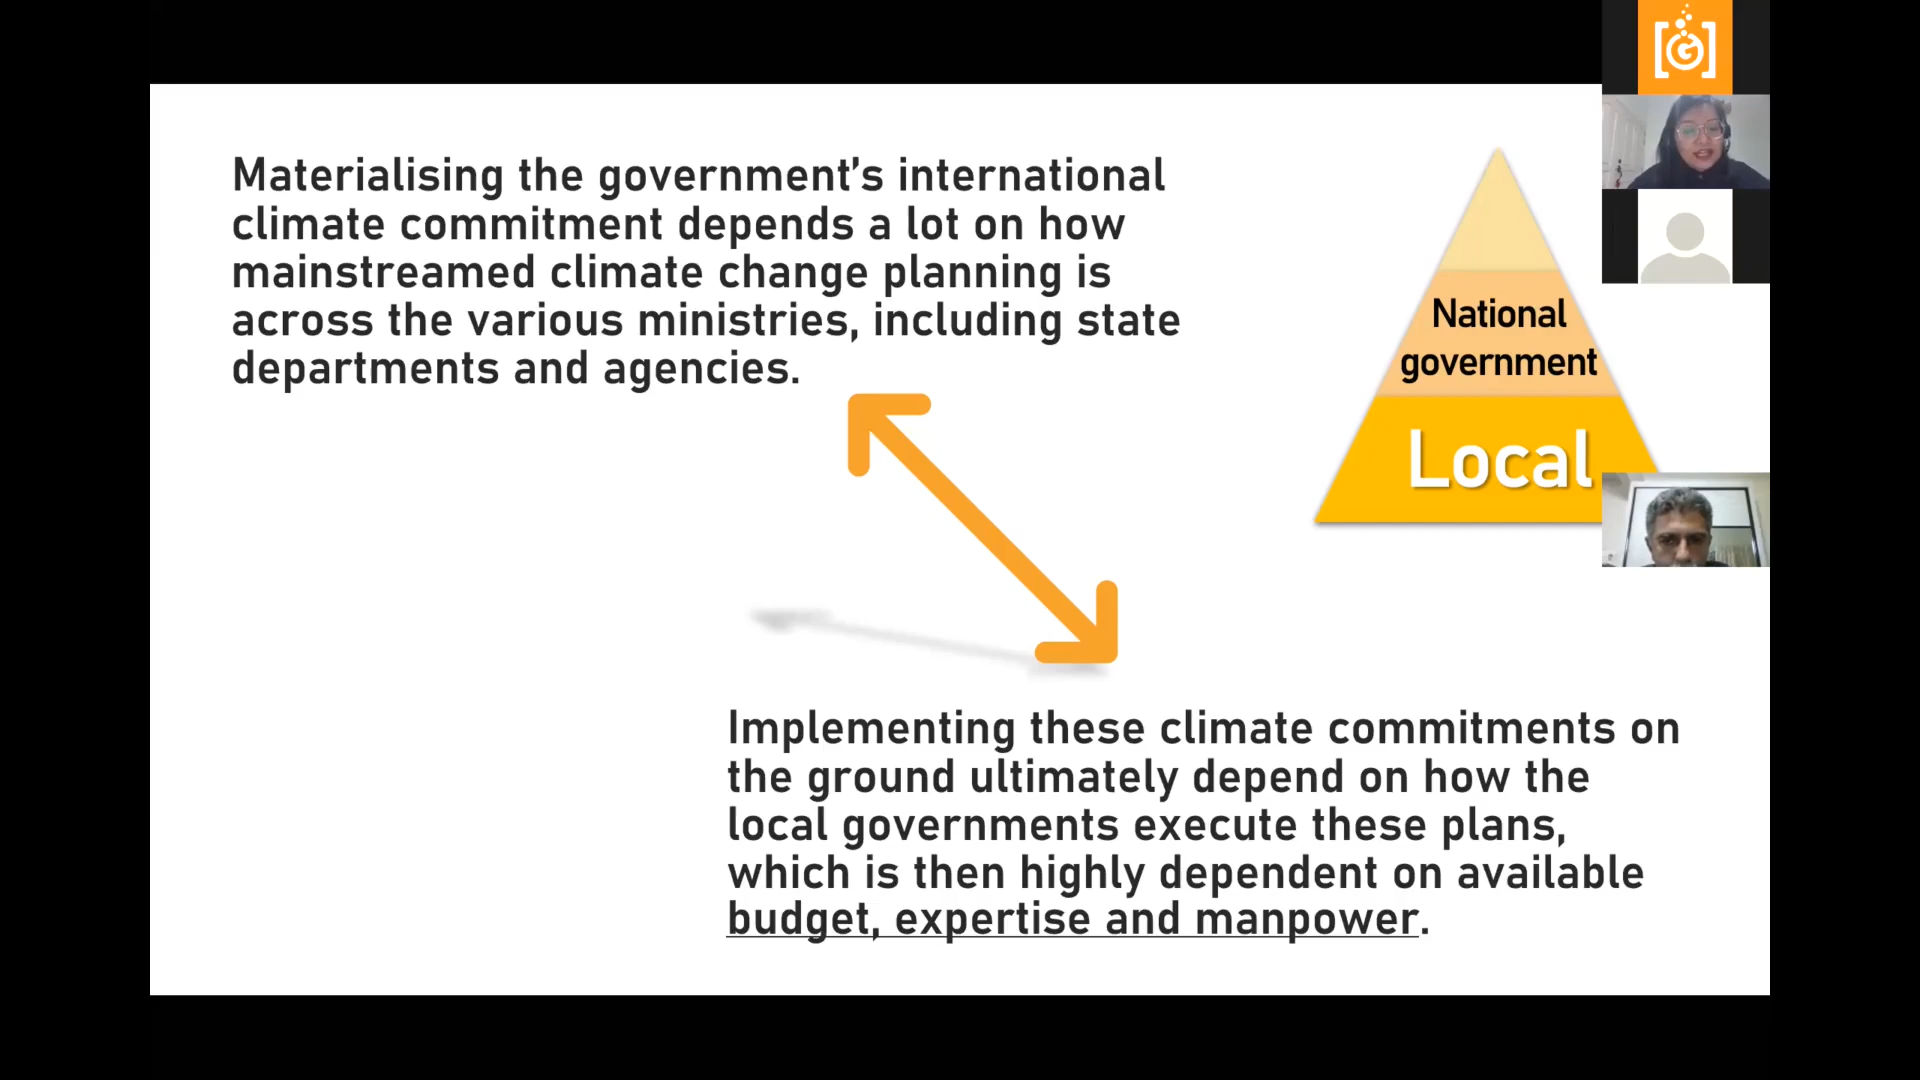 Materialising the government's international
climate commitment depends a lot on how
mainstreamed climate change planning is
across the various ministries, including state
departments and agencies.
National
government
Local
Implementing these climate commitments on
the ground ultimately depend on how the
local governments execute these plans,
which is then highly dependent on available
budget, expertise and manpower.
[G]